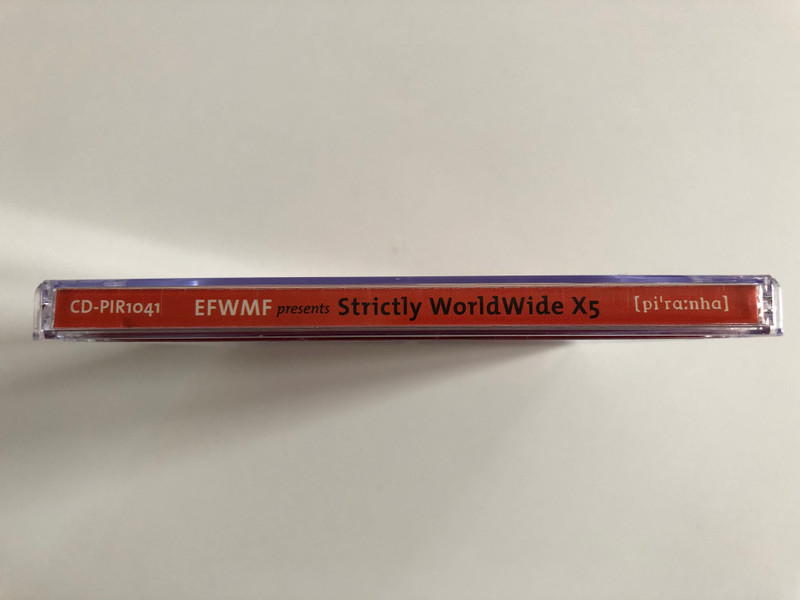 CD-PIR1041 EFWMF presents Strictly WorldWide X5 [pi'ra:nha]